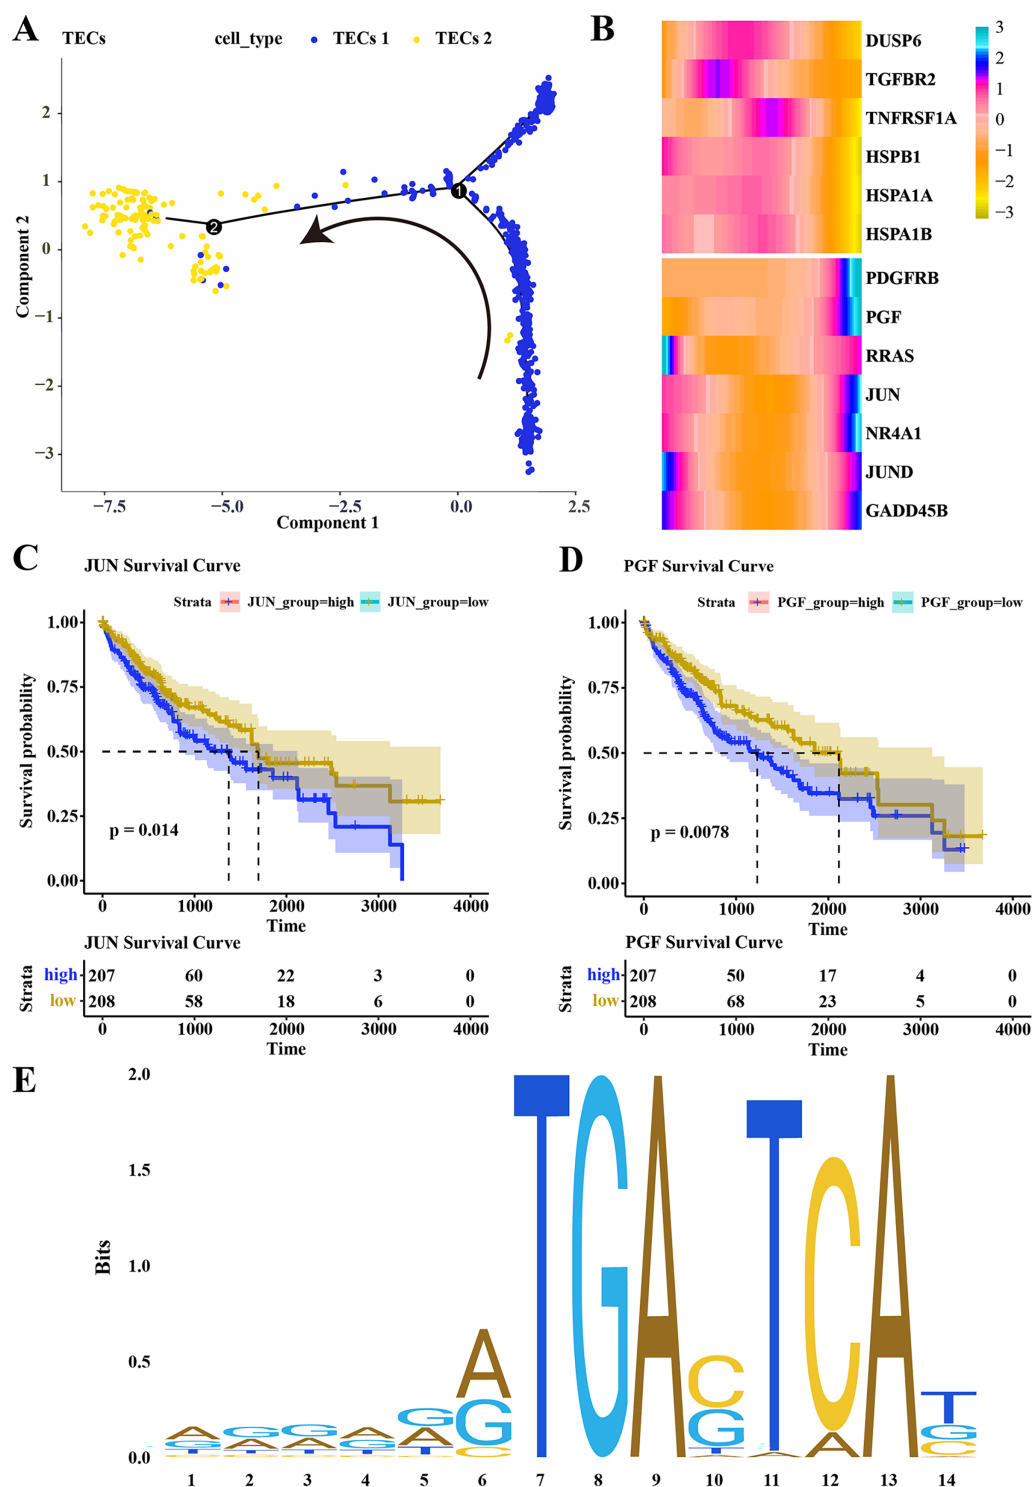 A
TECs cell_type TECs 1 TECs 2
Component 2
2
1
0
−1
−2
−3
1
2
−7.5 −5.0 −2.5 0.0 2.5
Component 1
B
DUSP6
TGFBR2
TNFRSF1A
HSPB1
HSPA1A
HSPA1B
PDGFRB
PGF
RRAS
JUN
NR4A1
JUND
GADD45B
3
2
1
0
−1
−2
−3
C
JUN Survival Curve
Strata JUN_group=high JUN_group=low
Survival probability
1.00
0.75
0.50
0.25
0.00
p = 0.014
0 1000 2000 3000 4000
Time
JUN Survival Curve
Strata
high 207 60 22 3 0
low 208 58 18 6 0
0 1000 2000 3000 4000
Time
D
PGF Survival Curve
Strata PGF_group=high PGF_group=low
Survival probability
1.00
0.75
0.50
0.25
0.00
p = 0.0078
0 1000 2000 3000 4000
Time
PGF Survival Curve
Strata
high 207 50 17 4 0
low 208 68 23 5 0
0 1000 2000 3000 4000
Time
E
Bits
2.0
1.5
1.0
0.5
0.0
A G G A G A T G A C T C A T
G A A G A G G A G
T T T T T C T C
1 2 3 4 5 6 7 8 9 10 11 12 13 14